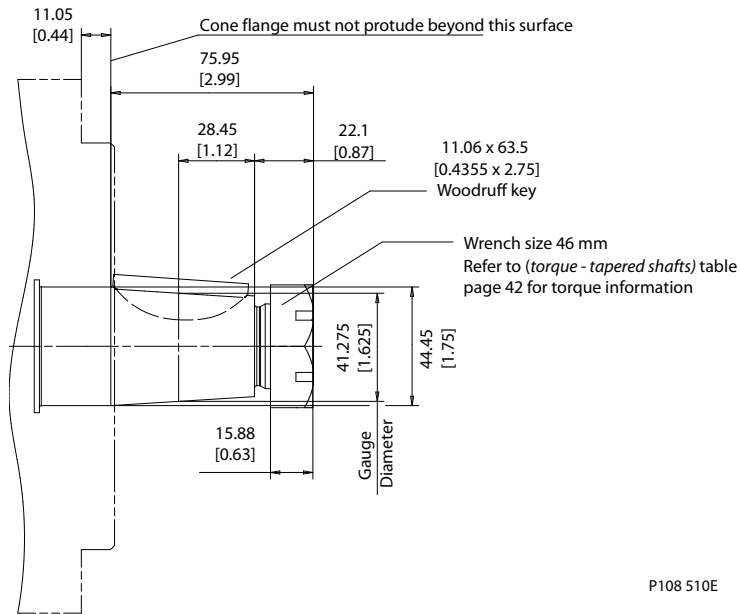 11.05
[0.44]
Cone flange must not protude beyond this surface
75.95
[2.99]
28.45
[1.12]
22.1
[0.87]
11.06 x 63.5
[0.4355 x 2.75]
Woodruff key
Wrench size 46 mm
Refer to (torque - tapered shafts) table
page 42 for torque information
41.275
[1.625]
44.45
[1.75]
15.88
[0.63]
Gauge
Diameter
P108 510E